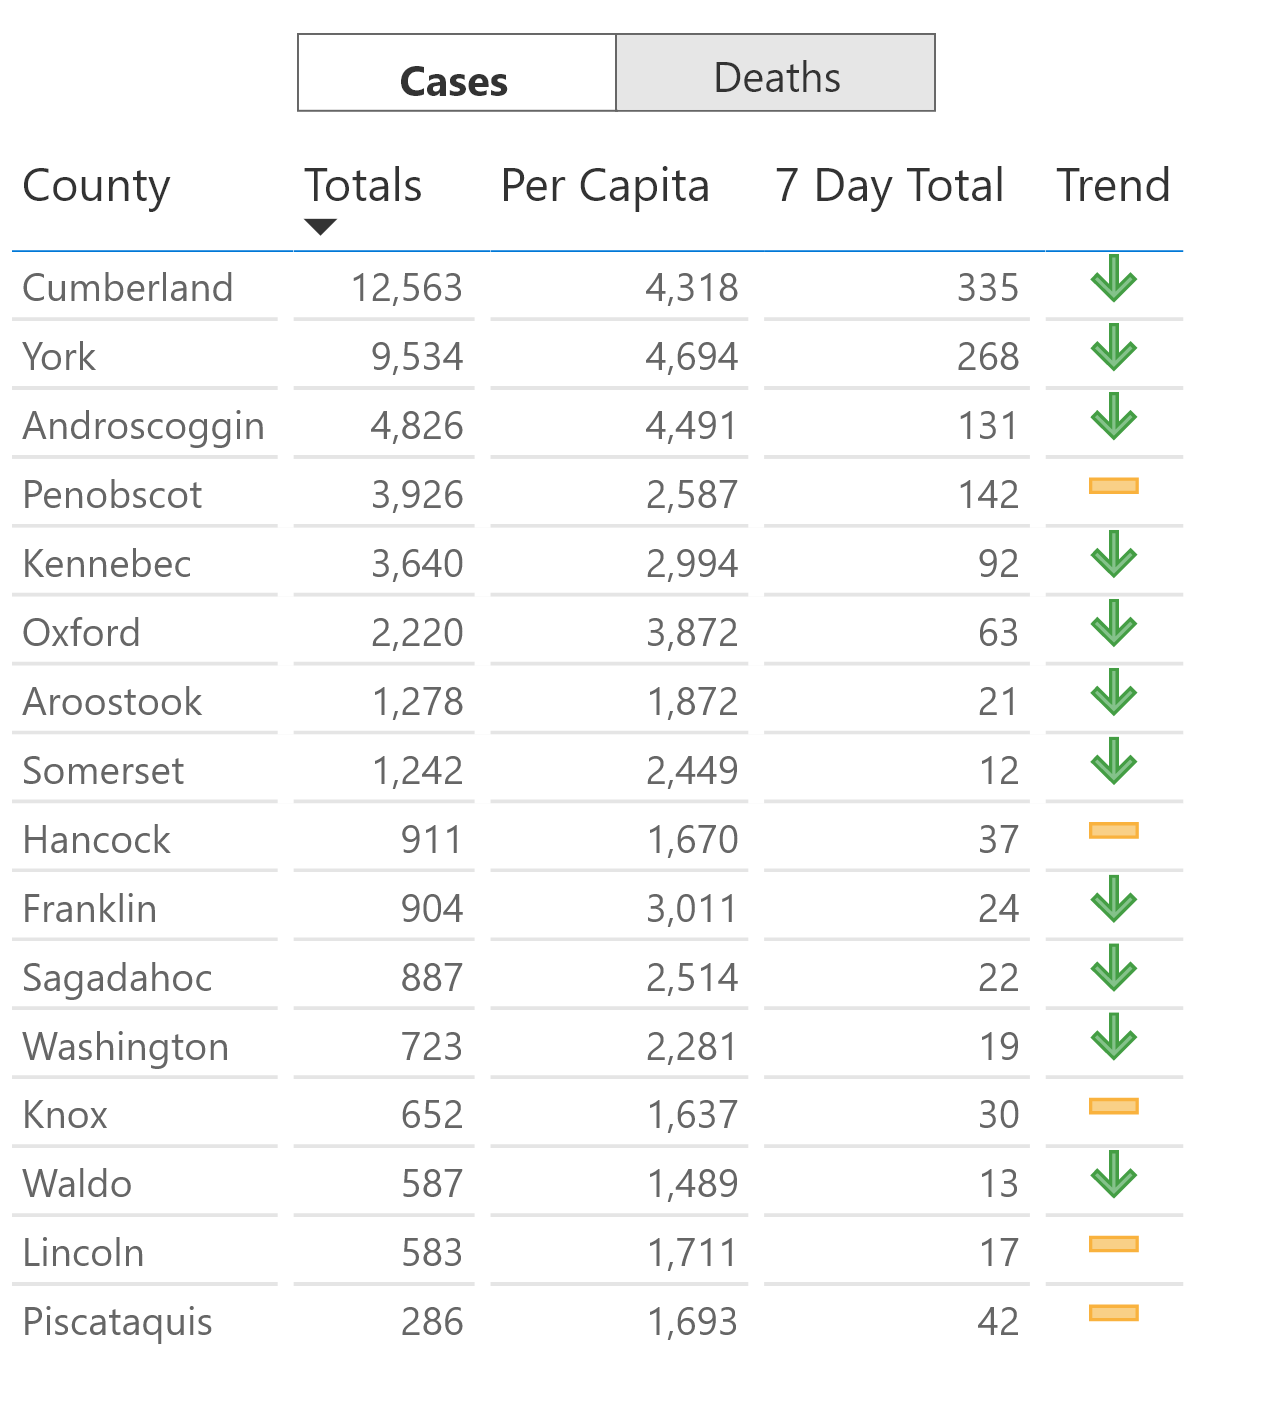 Cases Deaths
County Totals Per Capita 7 Day Total Trend
Cumberland 12,563 4,318 335
York 9,534 4,694 268
Androscoggin 4,826 4,491 131
Penobscot 3,926 2,587 142
Kennebec 3,640 2,994 92
Oxford 2,220 3,872 63
Aroostook 1,278 1,872 21
Somerset 1,242 2,449 12
Hancock 911 1,670 37
Franklin 904 3,011 24
Sagadahoc 887 2,514 22
Washington 723 2,281 19
Knox 652 1,637 30
Waldo 587 1,489 13
Lincoln 583 1,711 17
Piscataquis 286 1,693 42